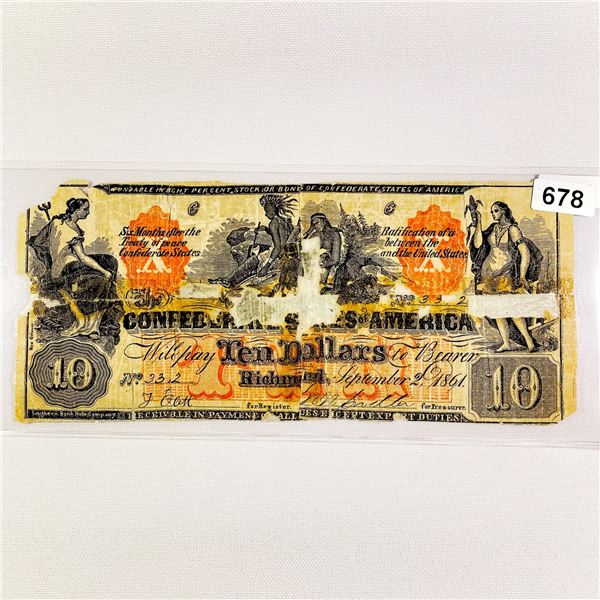 678
FUNDABLE IN EIGHT PERCENT, STOCK OR BONDS OF CONFEDERATE STATES OF AMERICA
Six Months after the
Treaty of peace
Confederate States
X
Ratification of a
between the
and the United States
X
CONFEDERATE STATES OF AMERICA
Will pay Ten Dollars to Bearer
No 332
Richmond, September 2d 1861.
10
10
Southern Bank Note Company
for Register.
for Treasurer.
RECEIVABLE IN PAYMENT OF ALL DUES EXCEPT EXPORT DUTIES